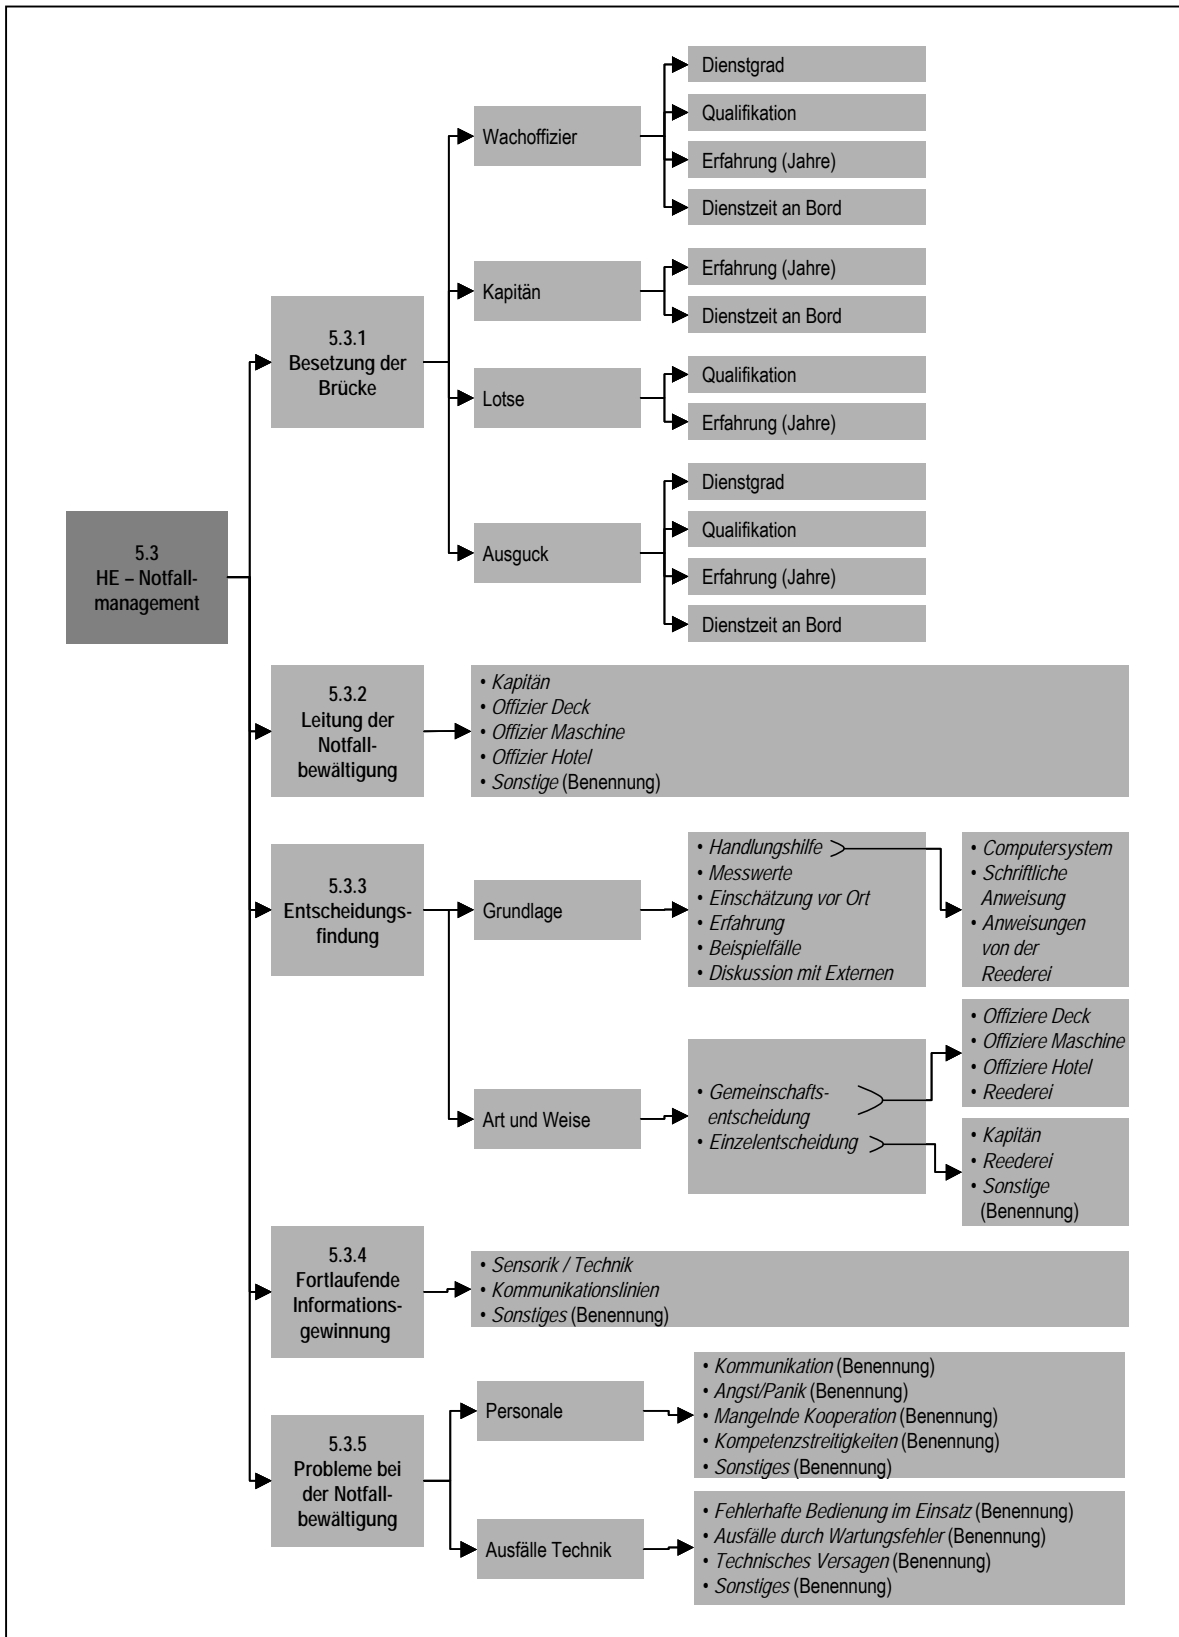 5.3
HE – Notfall-
management
5.3.1
Besetzung der
Brücke
Wachoffizier
Dienstgrad
Qualifikation
Erfahrung (Jahre)
Dienstzeit an Bord
Kapitän
Erfahrung (Jahre)
Dienstzeit an Bord
Lotse
Qualifikation
Erfahrung (Jahre)
Ausguck
Dienstgrad
Qualifikation
Erfahrung (Jahre)
Dienstzeit an Bord
5.3.2
Leitung der
Notfall-
bewältigung
• Kapitän
• Offizier Deck
• Offizier Maschine
• Offizier Hotel
• Sonstige (Benennung)
5.3.3
Entscheidungs-
findung
Grundlage
• Handlungshilfe
• Messwerte
• Einschätzung vor Ort
• Erfahrung
• Beispielfälle
• Diskussion mit Externen
• Computersystem
• Schriftliche
Anweisung
• Anweisungen
von der
Reederei
Art und Weise
• Gemeinschafts-
entscheidung
• Einzelentscheidung
• Offiziere Deck
• Offiziere Maschine
• Offiziere Hotel
• Reederei
• Kapitän
• Reederei
• Sonstige
(Benennung)
5.3.4
Fortlaufende
Informations-
gewinnung
• Sensorik / Technik
• Kommunikationslinien
• Sonstiges (Benennung)
5.3.5
Probleme bei
der Notfall-
bewältigung
Personale
• Kommunikation (Benennung)
• Angst/Panik (Benennung)
• Mangelnde Kooperation (Benennung)
• Kompetenzstreitigkeiten (Benennung)
• Sonstiges (Benennung)
Ausfälle Technik
• Fehlerhafte Bedienung im Einsatz (Benennung)
• Ausfälle durch Wartungsfehler (Benennung)
• Technisches Versagen (Benennung)
• Sonstiges (Benennung)